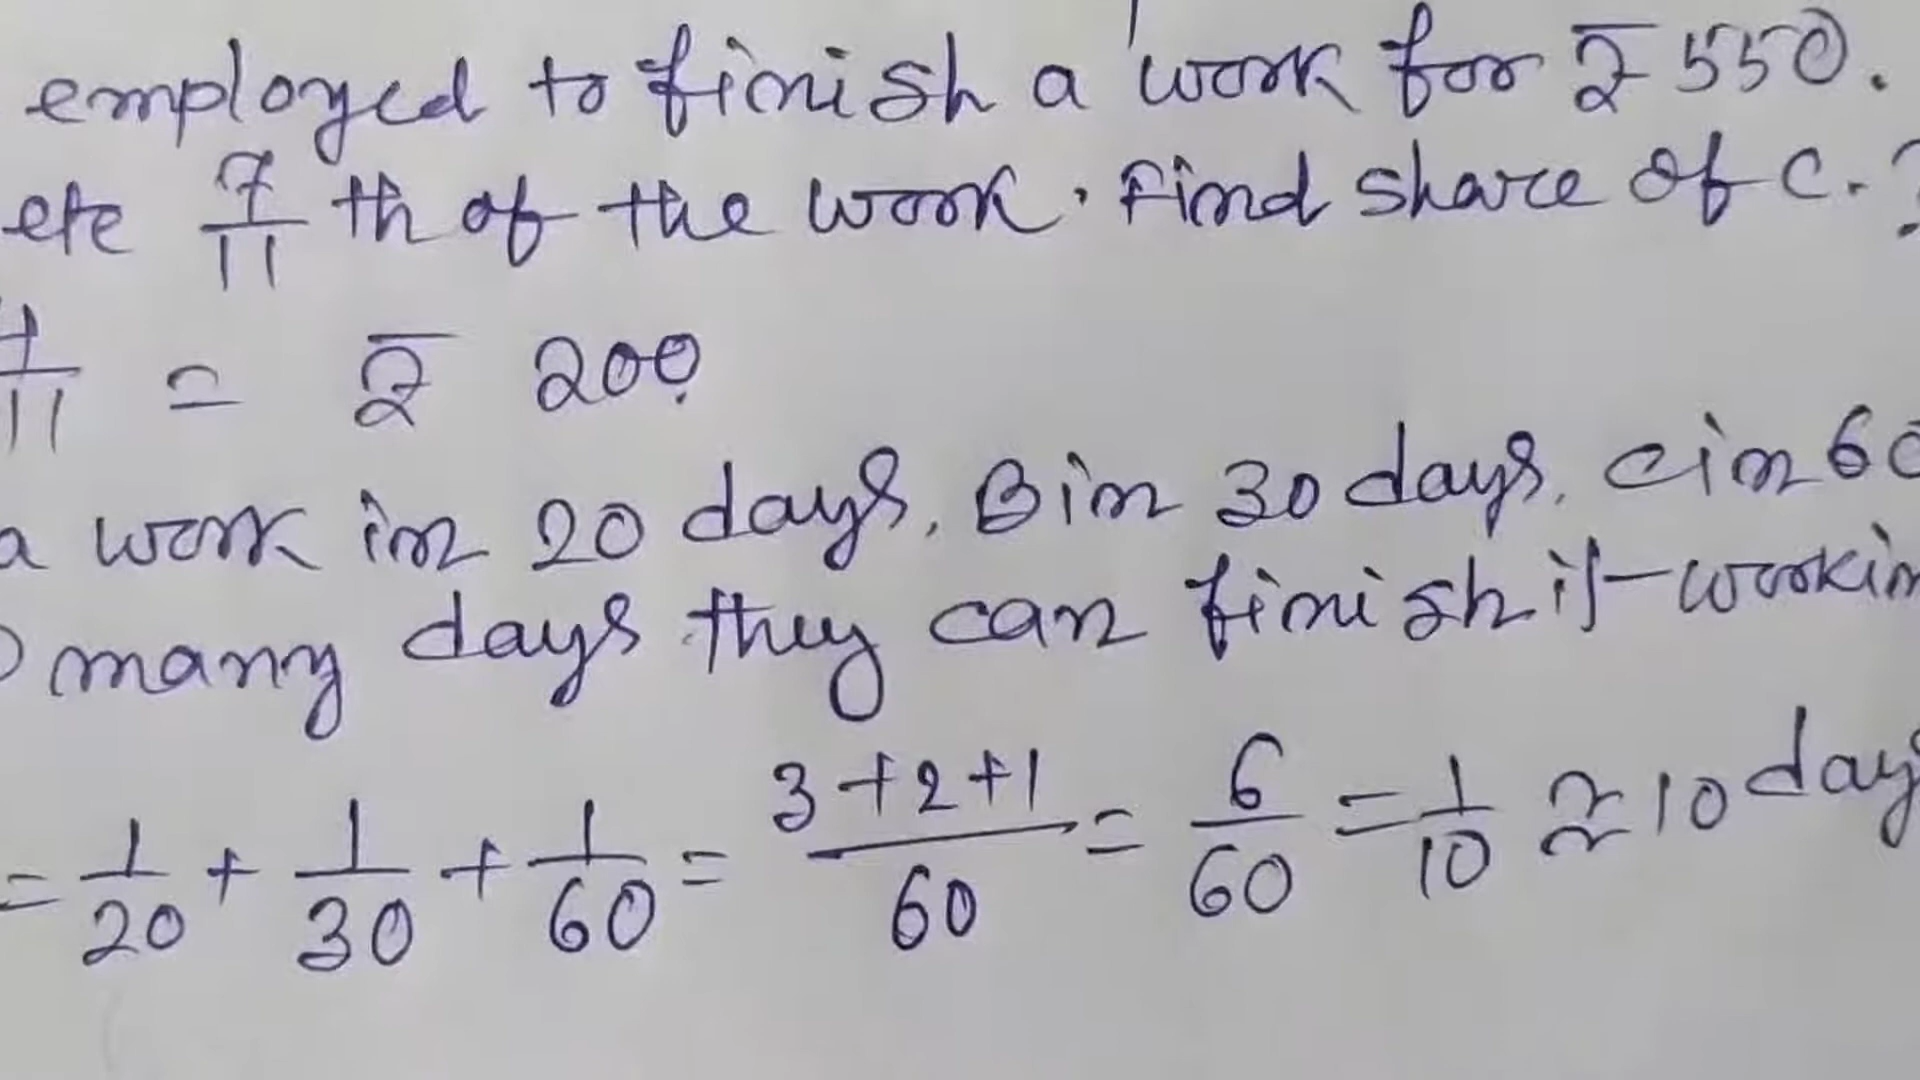 employed to finish a work for ₹ 550.
ete 7/11 th of the work. Find share of C.?
/11 = ₹ 200
a work in 20 days, B in 30 days, C in 60
many days they can finish it workin
= 1/20 + 1/30 + 1/60 = 3+2+1/60 = 6/60 = 1/10 ≈ 10 days